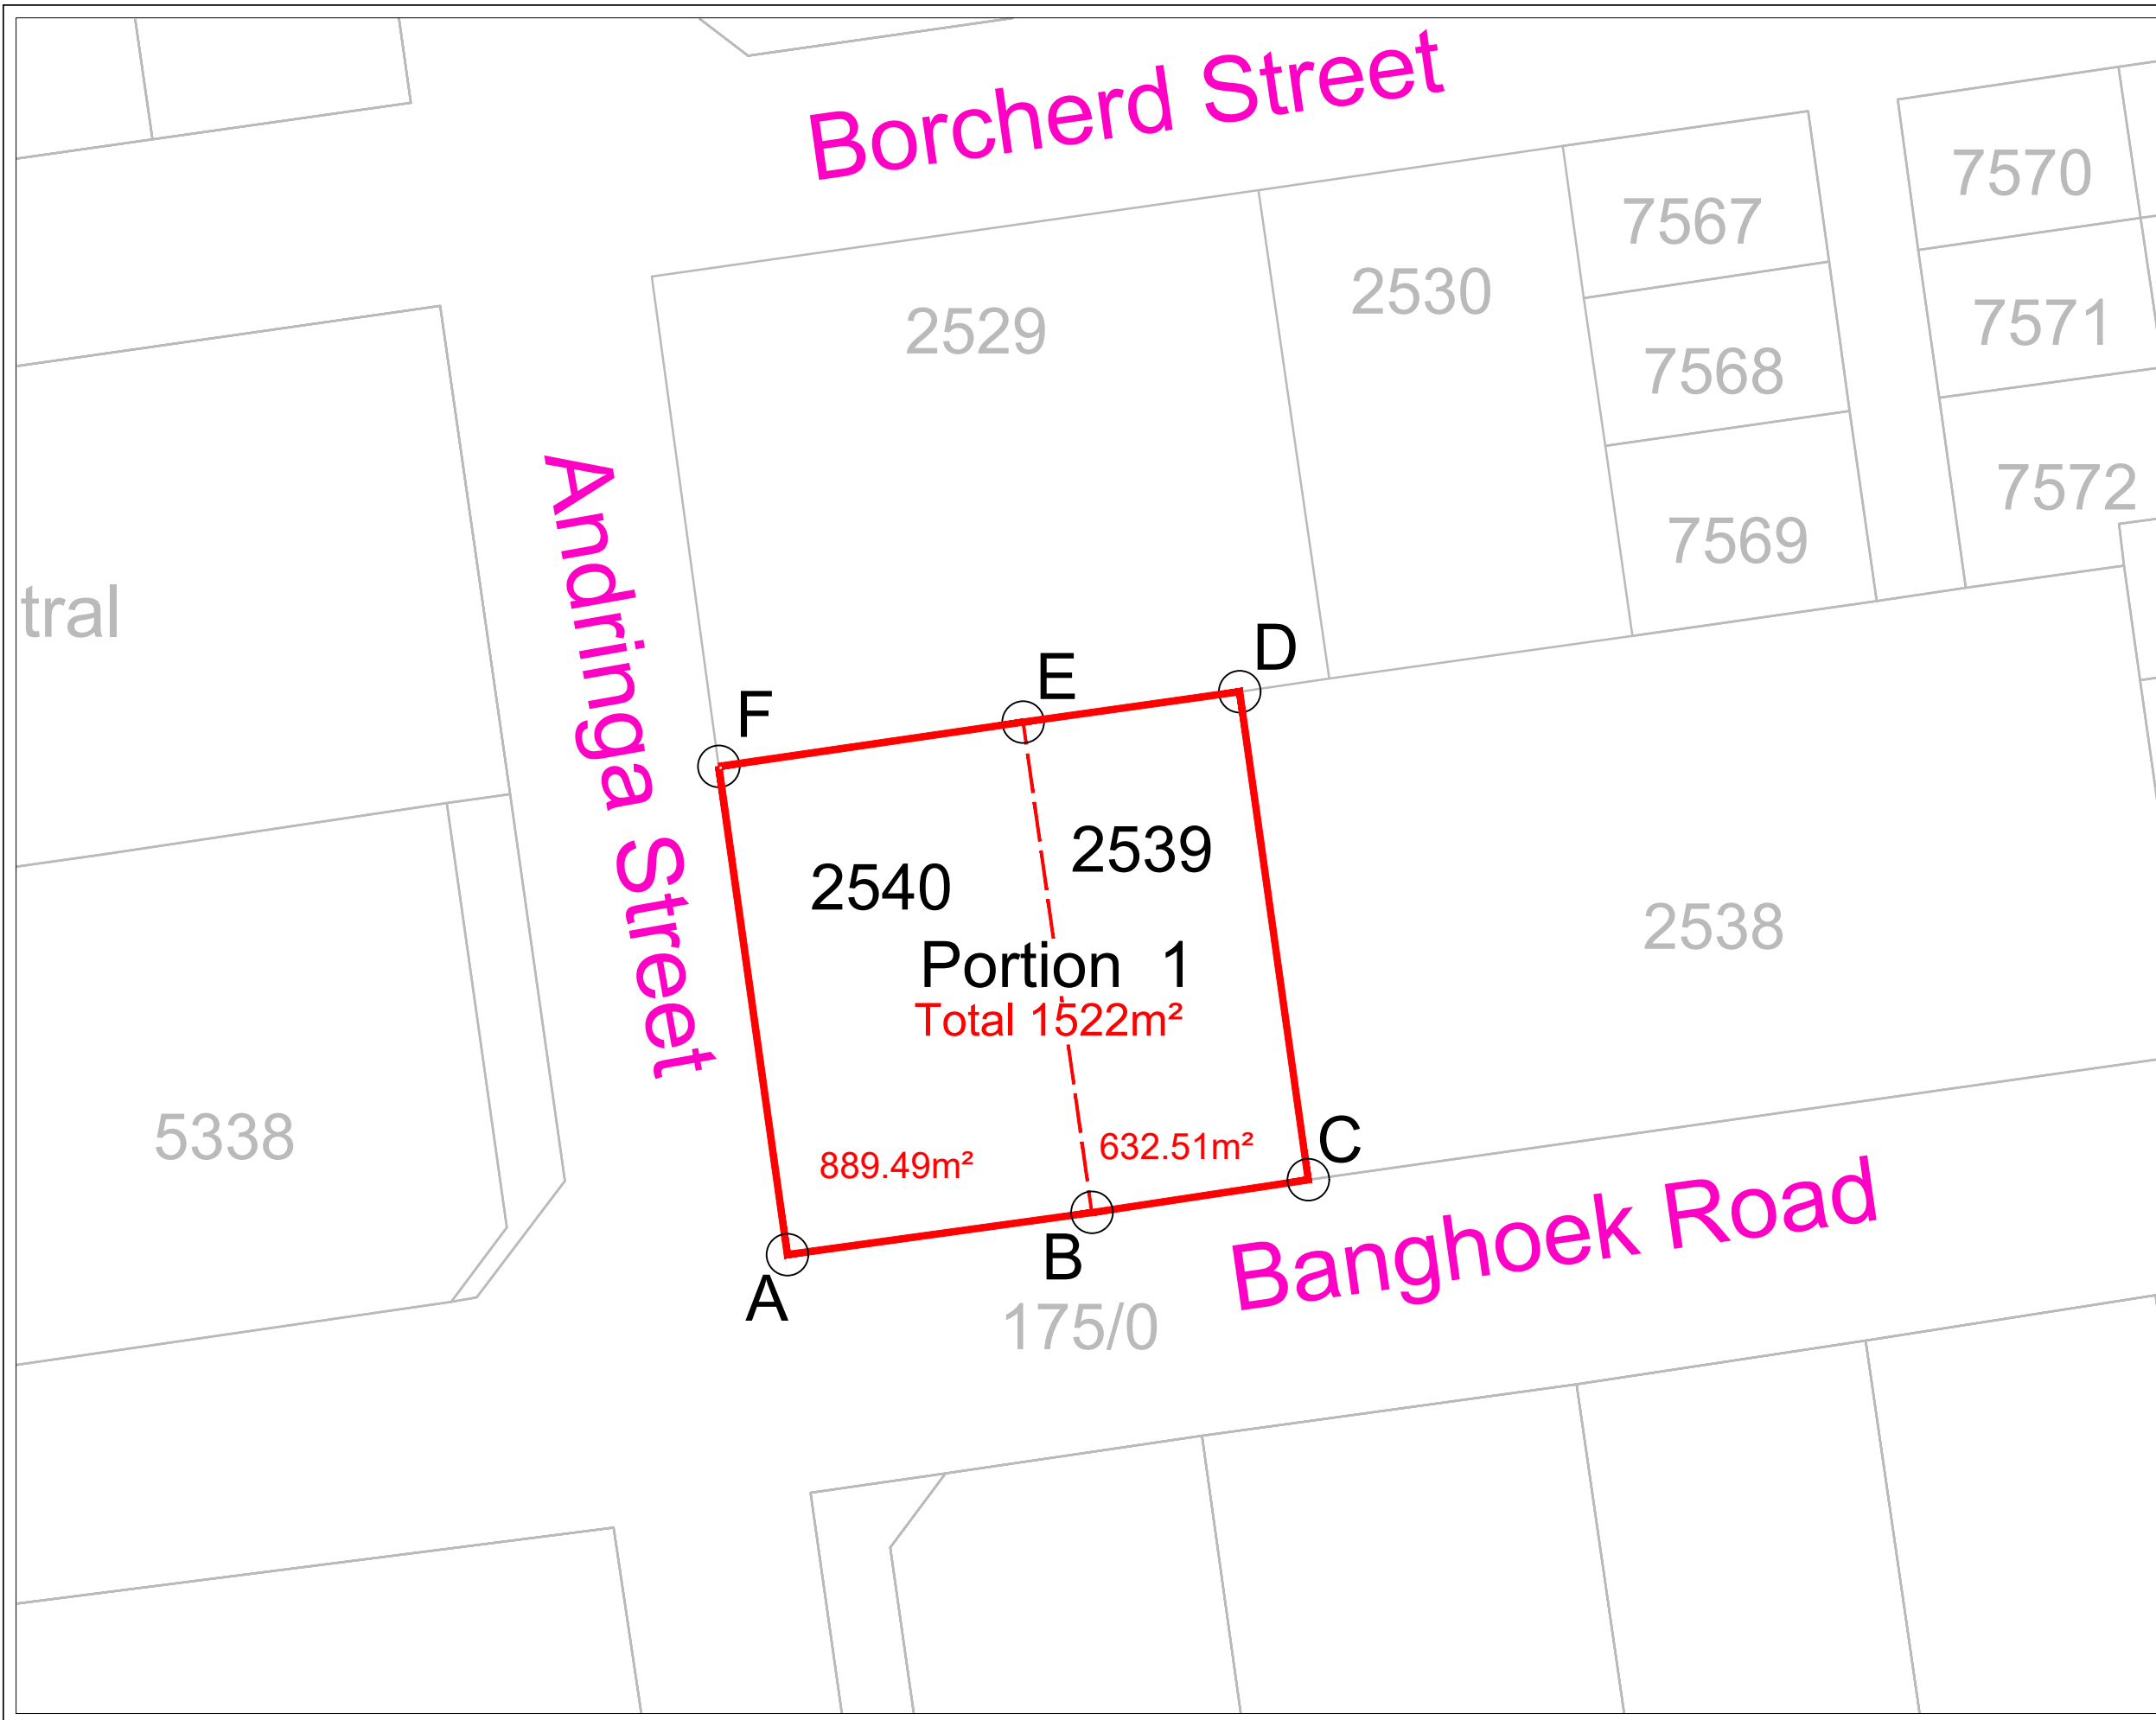 Borcherd Street
7570
7567
2530
2529
7571
7568
7572
7569
Andringa Street
tral
D
E
F
2539
2540
2538
Portion 1
Total 1522m²
5338
C
632.51m²
889.49m²
B
Banghoek Road
A
175/0